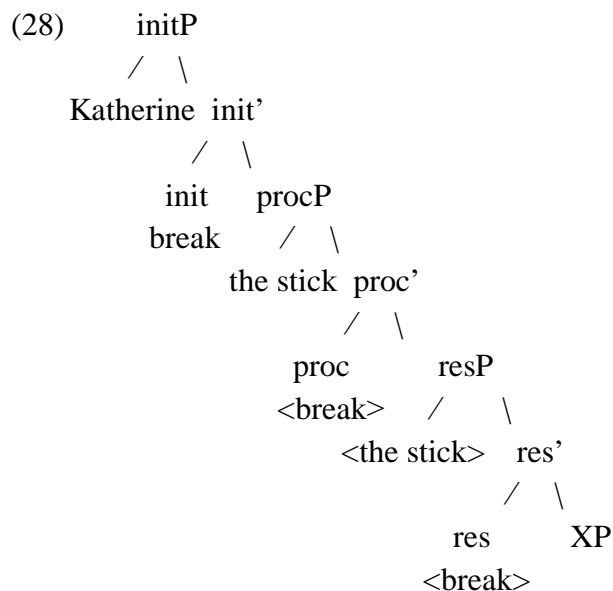 (28) initP
Katherine init’
init procP
break
the stick proc’
proc resP
<break>
<the stick> res’
res XP
<break>